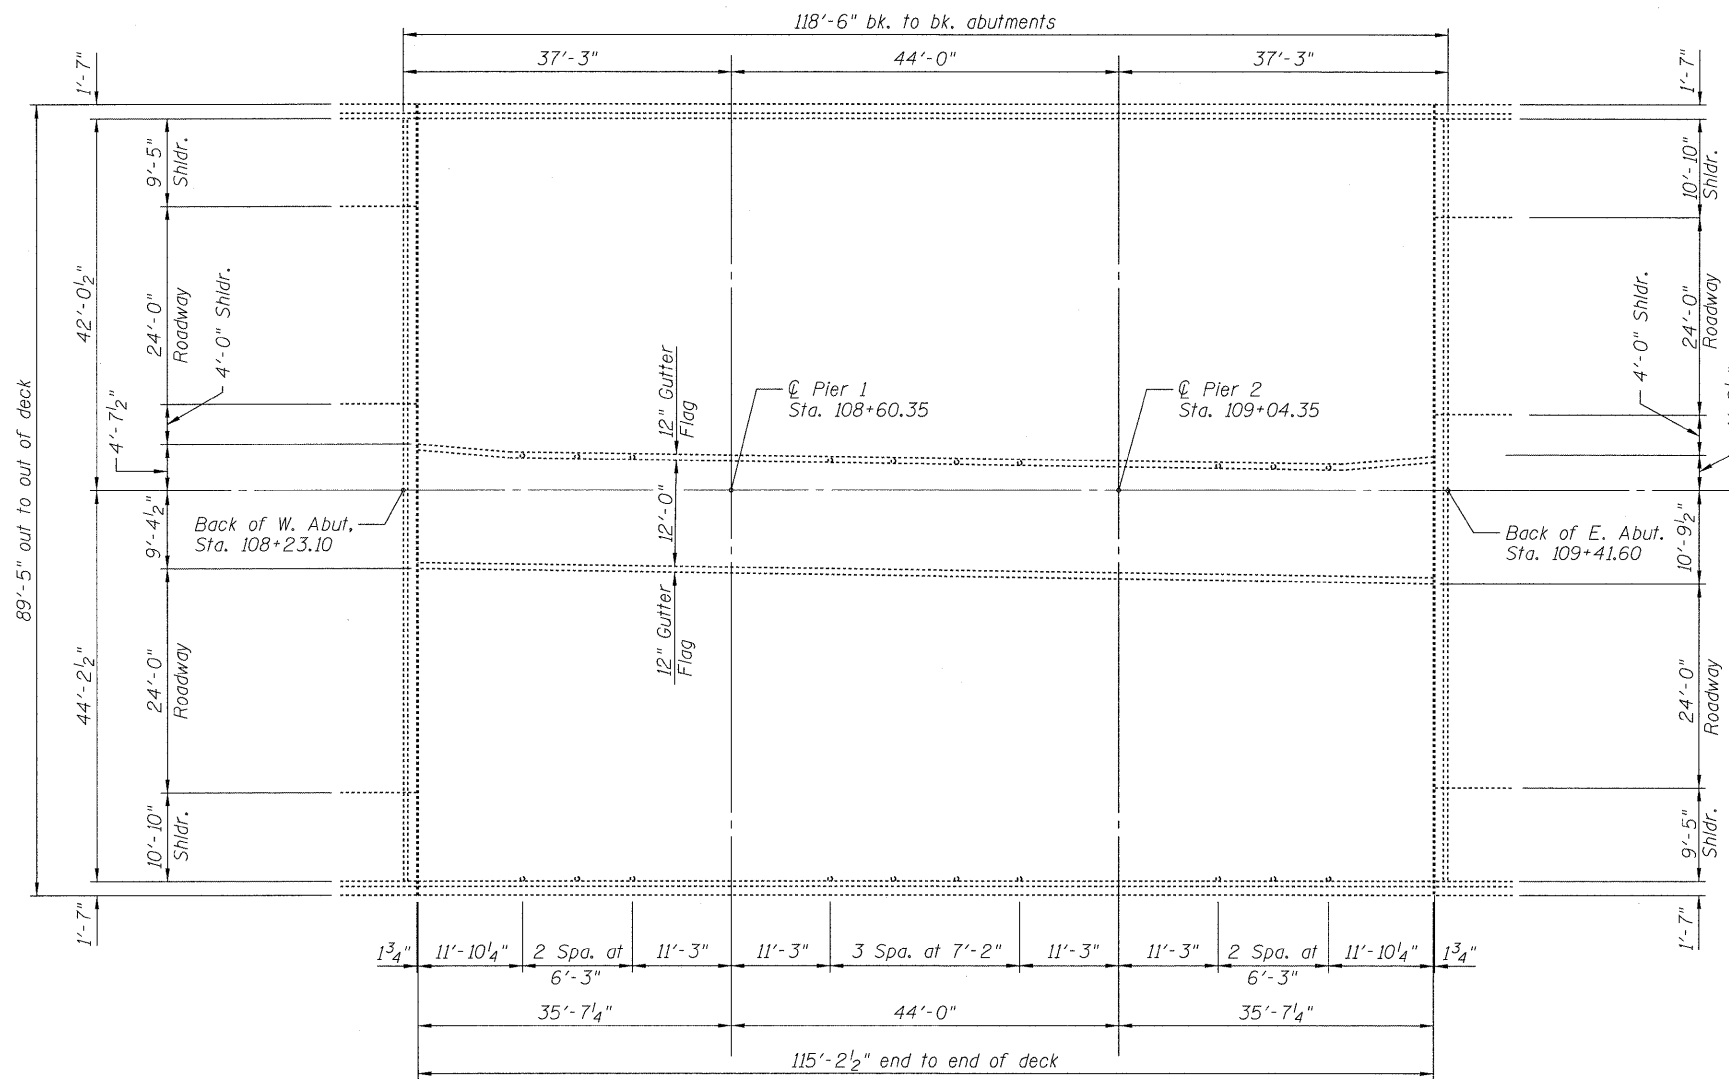 118'-6" bk. to bk. abutments
37'-3"
44'-0"
37'-3"
1'-7"
1'-7"
9'-5"
Shldr.
10'-10"
Shldr.
42'-0½"
24'-0"
Roadway
4'-0" Shldr.
4'-7½"
24'-0"
Roadway
4'-0" Shldr.
89'-5" out to out of deck
12" Gutter
Flag
℄ Pier 1
Sta. 108+60.35
℄ Pier 2
Sta. 109+04.35
Back of W. Abut,
Sta. 108+23.10
9'-4½"
12'-0"
Back of E. Abut.
Sta. 109+41.60
10'-9½"
12" Gutter
Flag
44'-2½"
24'-0"
Roadway
24'-0"
Roadway
10'-10"
Shldr.
9'-5"
Shldr.
1'-7"
1'-7"
1¾" 11'-10¼" 2 Spa. at 11'-3" 11'-3" 3 Spa. at 7'-2" 11'-3" 11'-3" 2 Spa. at 11'-10¼" 1¾"
6'-3" 6'-3"
35'-7¼" 44'-0" 35'-7¼"
115'-2½" end to end of deck